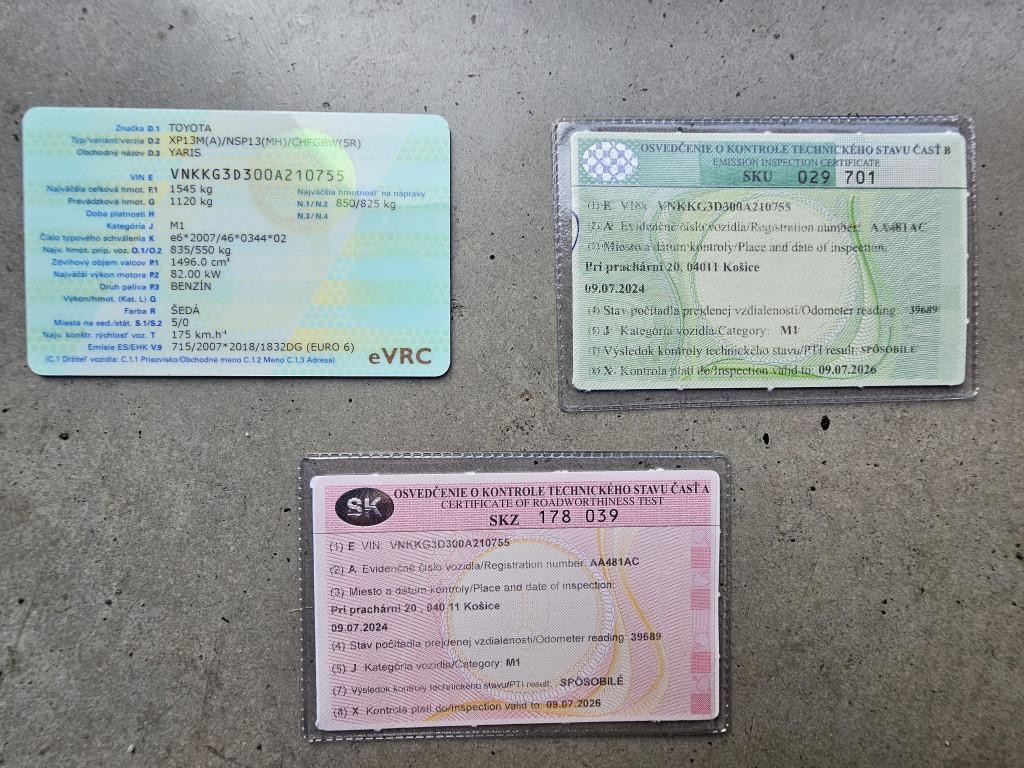 Značka D.1 TOYOTA
Typ/variant/verzia D.2 XP13M(A)/NSP13(MH)/CHFGBW(5R)
Obchodný názov D.3 YARIS
VIN E VNKKG3D300A210755
Najväčšia celková hmot. F.1 1545 kg
Najväčšia hmotnosť na nápravy
Prevádzková hmot. G 1120 kg
N.1/N.2 850/825 kg
Doba platnosti H
N.3/N.4
Kategória J M1
Číslo typového schválenia K e6*2007/46*0344*02
Najv. hmot. príp. voz. O.1/O.2 835/550 kg
Zdvihový objem valcov P.1 1496.0 cm³
Najväčší výkon motora P.2 82.00 kW
Druh paliva P.3 BENZÍN
Výkon/hmot. (Kat. L) Q
Farba R ŠEDÁ
Miesta na sed./stát. S.1/S.2 5/0
Najv. konštr. rýchlosť voz. T 175 km.h⁻¹
Emisie ES/EHK V.9 715/2007*2018/1832DG (EURO 6)
(C.1 Držiteľ vozidla: C.1.1 Priezvisko/Obchodné meno C.1.2 Meno C.1.3 Adresa)
eVRC
OSVEDČENIE O KONTROLE TECHNICKÉHO STAVU ČASŤ B
EMISSION INSPECTION CERTIFICATE
SKU 029 701
(1) E VIN: VNKKG3D300A210755
(2) A Evidenčné číslo vozidla/Registration number: AA481AC
(3) Miesto a dátum kontroly/Place and date of inspection:
Pri prachárni 20, 04011 Košice
09.07.2024
(4) Stav počítadla prejdenej vzdialenosti/Odometer reading: 39689
(5) J Kategória vozidla/Category: M1
(7) Výsledok kontroly technického stavu/PTI result: SPÔSOBILÉ
(8) X Kontrola platí do/Inspection valid to: 09.07.2026
SK
OSVEDČENIE O KONTROLE TECHNICKÉHO STAVU ČASŤ A
CERTIFICATE OF ROADWORTHINESS TEST
SKZ 178 039
(1) E VIN: VNKKG3D300A210755
(2) A Evidenčné číslo vozidla/Registration number: AA481AC
(3) Miesto a dátum kontroly/Place and date of inspection:
Pri prachárni 20 , 040 11 Košice
09.07.2024
(4) Stav počítadla prejdenej vzdialenosti/Odometer reading: 39689
(5) J Kategória vozidla/Category: M1
(7) Výsledok kontroly technického stavu/PTI result: SPÔSOBILÉ
(8) X Kontrola platí do/Inspection valid to: 09.07.2026